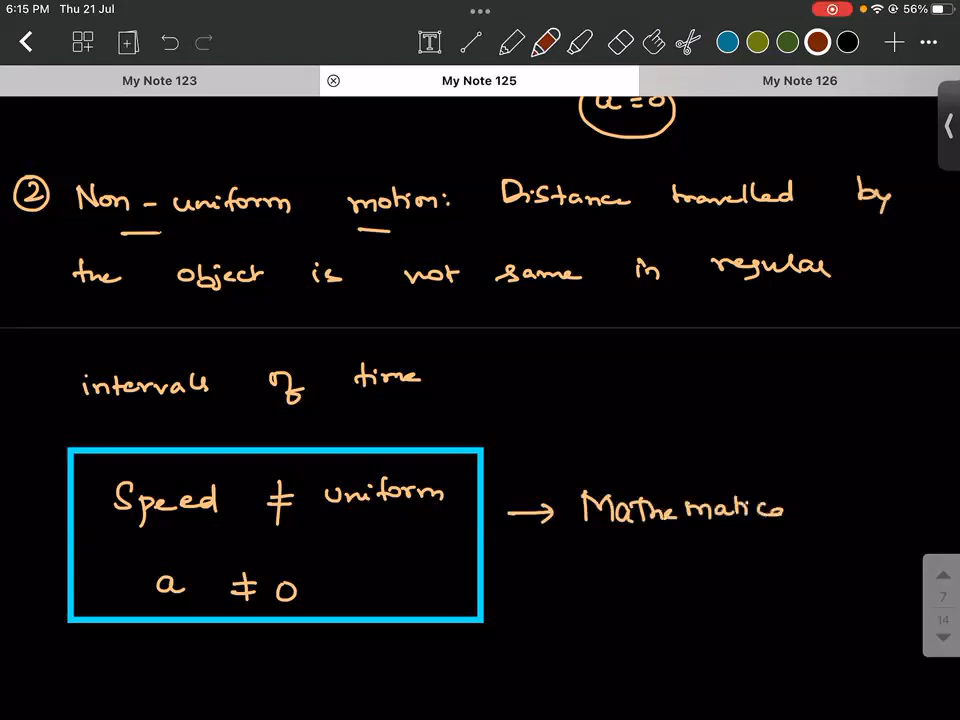 6:15 PM Thu 21 Jul
56%
My Note 123
My Note 125
My Note 126
a = 0
② Non-uniform motion: Distance travelled by
the object is not same in regular
intervals of time
Speed ≠ uniform → Mathematica
a ≠ 0
7
14